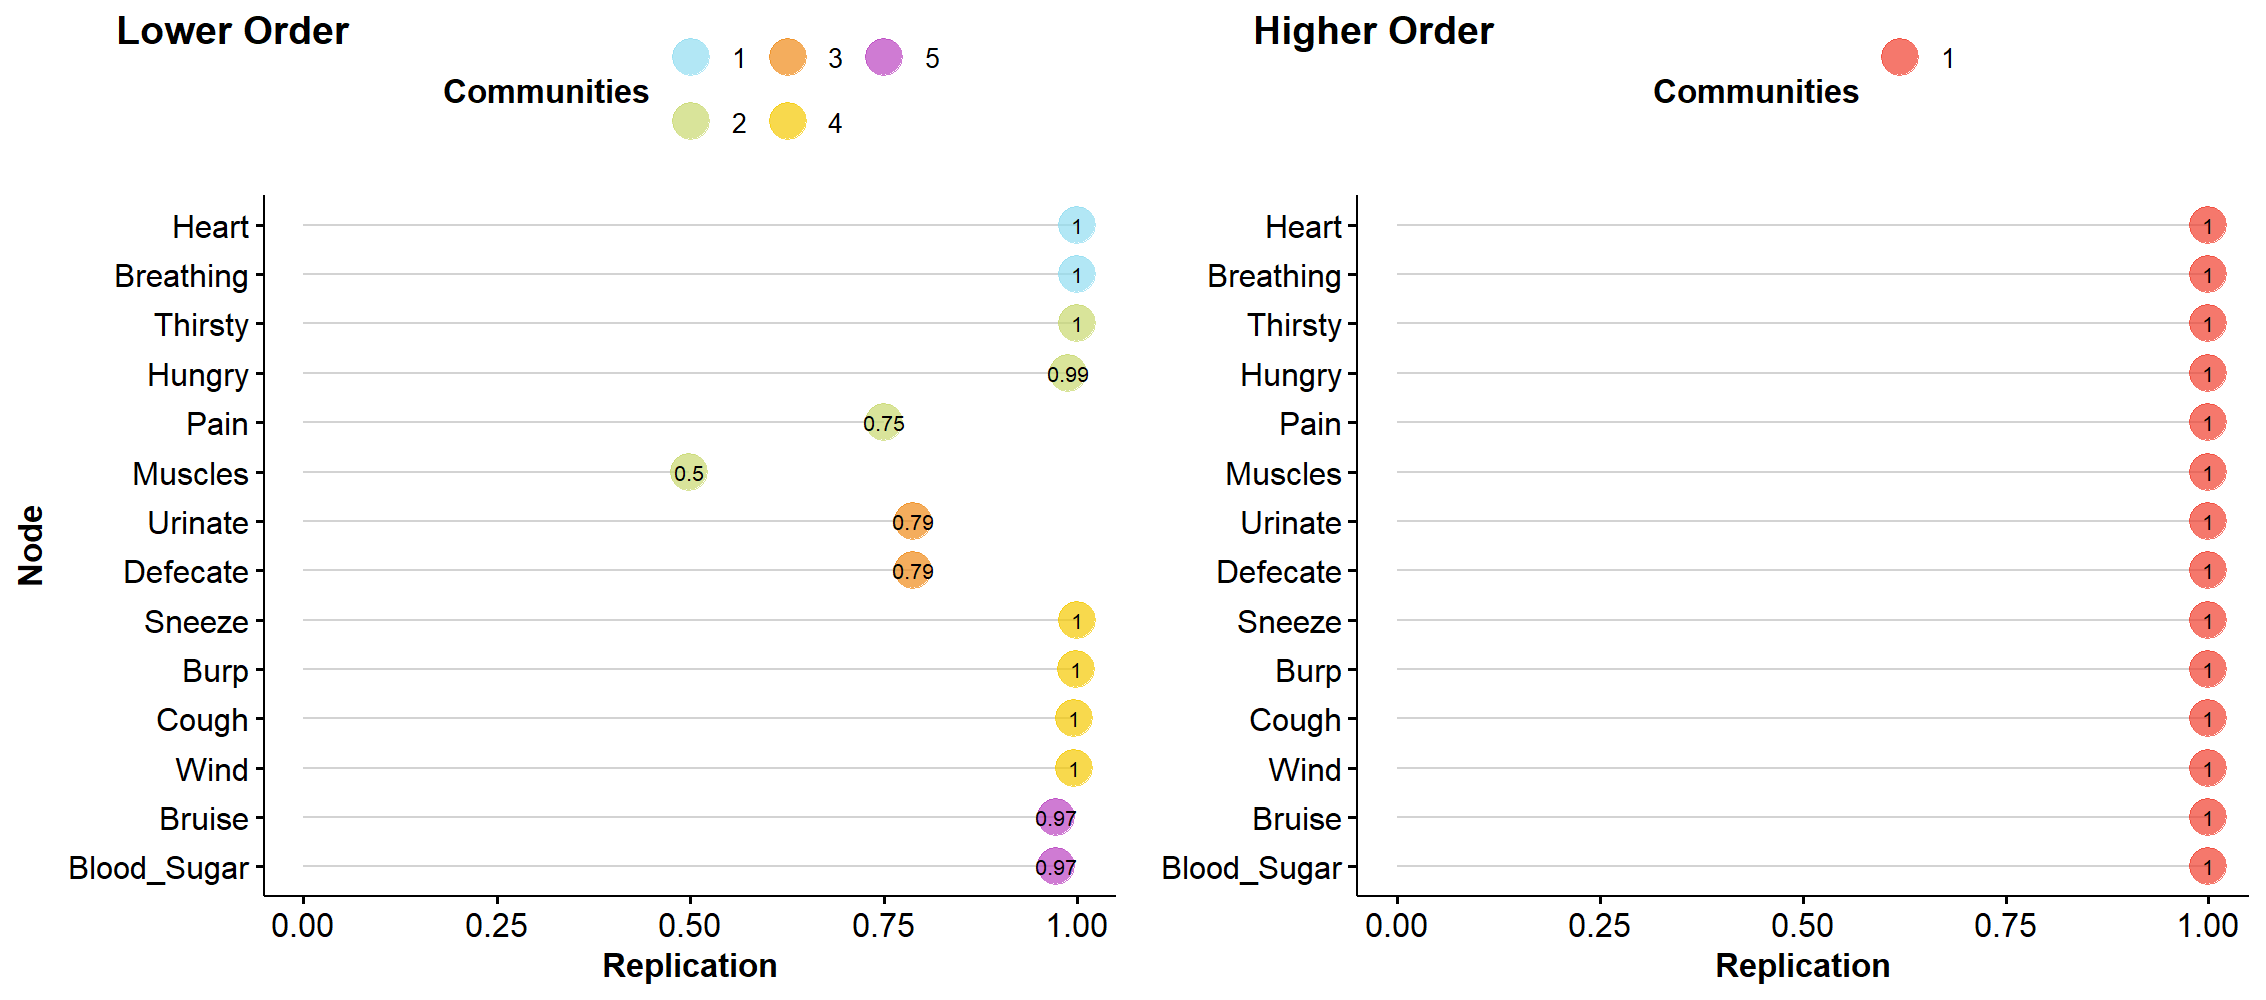 Lower Order
Communities
1
3
5
2
4
Node
Heart
1
Breathing
1
Thirsty
1
Hungry
0.99
Pain
0.75
Muscles
0.5
Urinate
0.79
Defecate
0.79
Sneeze
1
Burp
1
Cough
1
Wind
1
Bruise
0.97
Blood_Sugar
0.97
0.00 0.25 0.50 0.75 1.00
Replication
Higher Order
Communities
1
Heart
1
Breathing
1
Thirsty
1
Hungry
1
Pain
1
Muscles
1
Urinate
1
Defecate
1
Sneeze
1
Burp
1
Cough
1
Wind
1
Bruise
1
Blood_Sugar
1
0.00 0.25 0.50 0.75 1.00
Replication